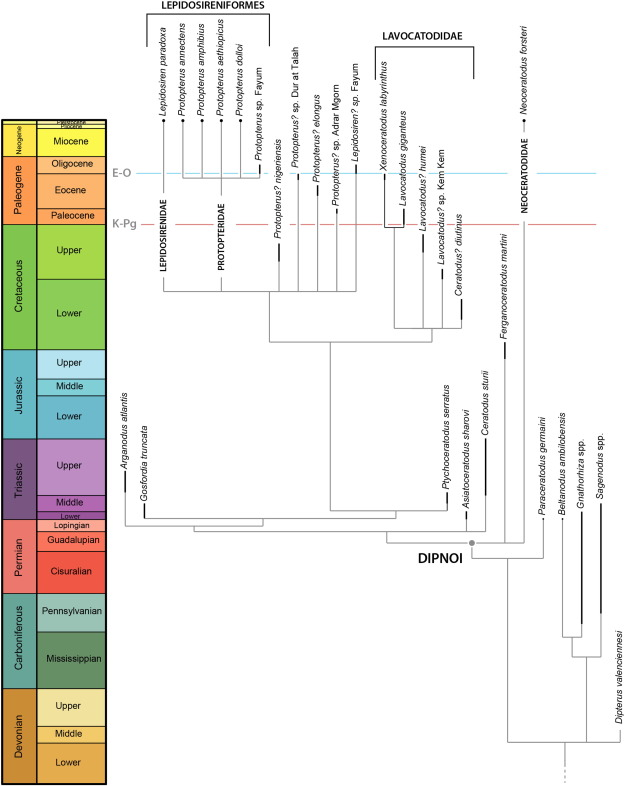 LEPIDOSIRENIFORMES
LAVOCATODIDAE
Lepidosiren paradoxa
Protopterus annectens
Protopterus amphibius
Protopterus aethiopicus
Protopterus dolloi
Protopterus sp. Fayum
Protopterus? nigeriensis
Protopterus? sp. Dur at Talah
Protopterus? elongus
Protopterus? sp. Adrar Mgorn
Lepidosiren? sp. Fayum
Xenoceratodus labyrinthus
Lavocatodus giganteus
Lavocatodus? humei
Lavocatodus? sp. Kem Kem
Ceratodus? diutinus
Ferganoceratodus martini
Neoceratodus forsteri
LEPIDOSIRENIDAE
PROTOPTERIDAE
NEOCERATODIDAE
E-O
K-Pg
Neogene
Pliocene
Miocene
Paleogene
Oligocene
Eocene
Paleocene
Cretaceous
Upper
Lower
Jurassic
Upper
Middle
Lower
Triassic
Upper
Middle
Lower
Permian
Lopingian
Guadalupian
Cisuralian
Carboniferous
Pennsylvanian
Mississippian
Devonian
Upper
Middle
Lower
Arganodus atlantis
Gosfordia truncata
Ptychoceratodus serratus
Asiatoceratodus sharovi
Ceratodus sturii
Paraceratodus germaini
Beltanodus ambilobensis
Gnathorhiza spp.
Sagenodus spp.
Dipterus valenciennesi
DIPNOI